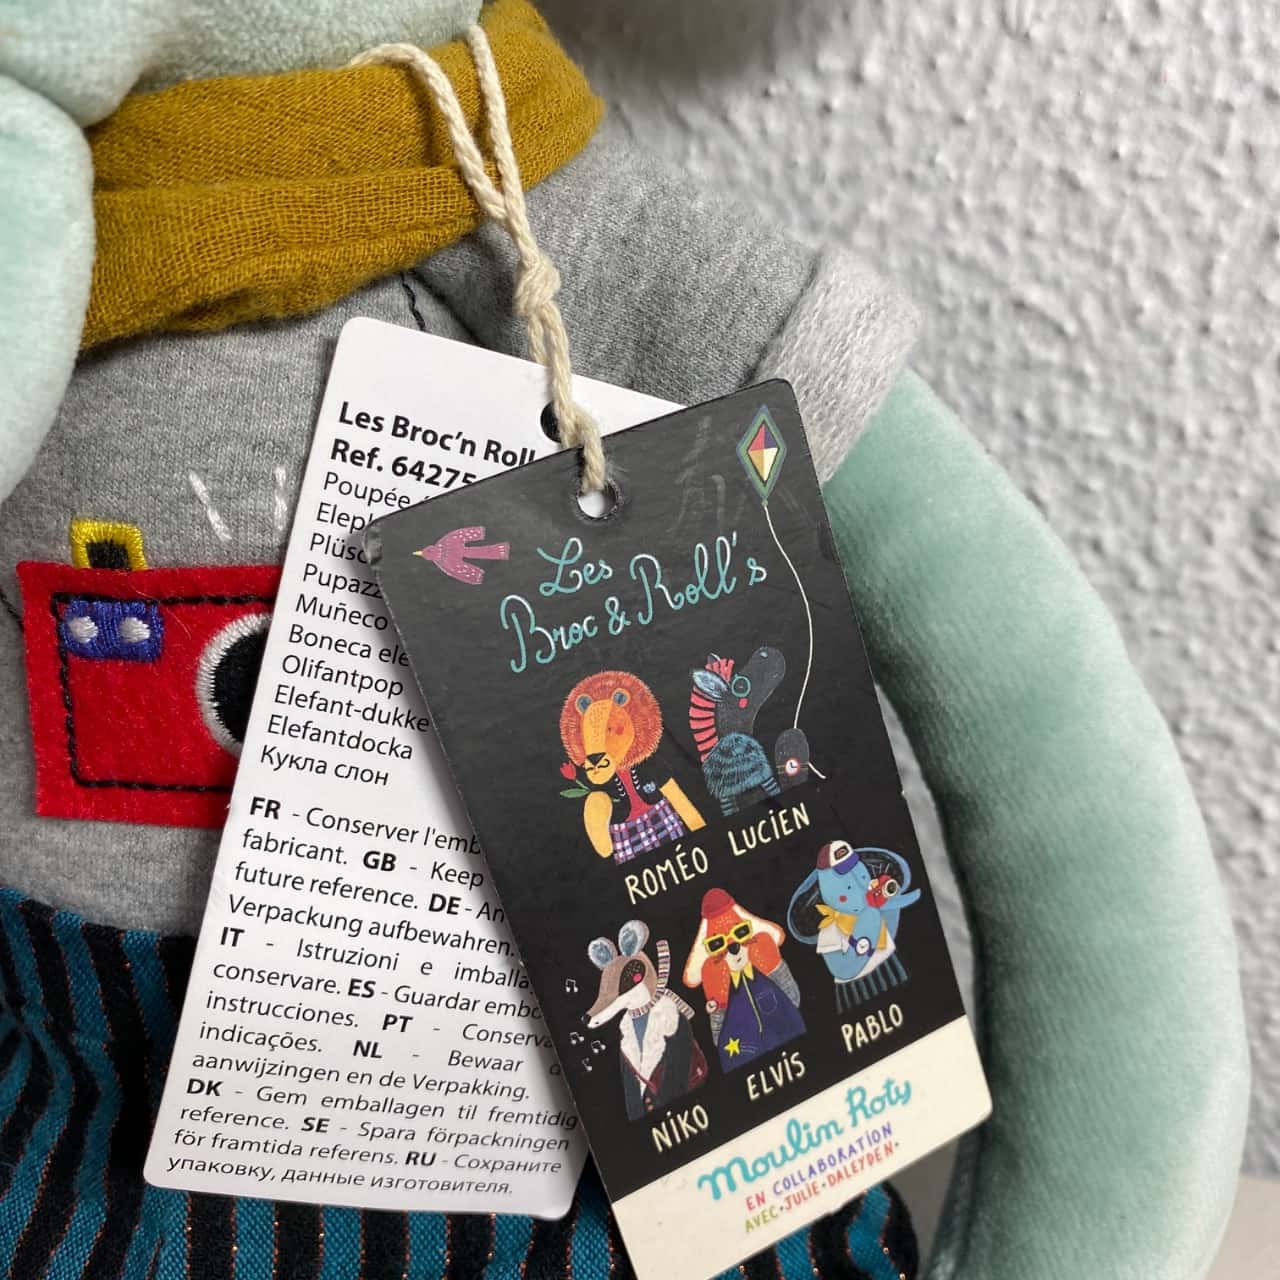 Les Broc'n Roll
Ref. 64275
Poupée
Plüsc
Pupazz
Muñeco
Boneca ele
Olifantpop
Elefant-dukke
Elefantdocka
Кукла слон
FR - Conserver l'emb
fabricant. GB - Keep
future reference. DE - An
Verpackung aufbewahren.
IT - Istruzioni e imballa
conservare. ES - Guardar embo
instrucciones. PT - Conserva
indicações. NL - Bewaar d
aanwijzingen en de Verpakking.
DK - Gem emballagen til fremtidig
reference. SE - Spara förpackningen
för framtida referens. RU - Сохраните
упаковку, данные изготовителя.
Les
Broc & Roll's
ROMÉO LUCIEN
NIKO ELVIS PABLO
Moulin Roty
EN COLLABORATION
AVEC • JULIE • DALEYDEN •